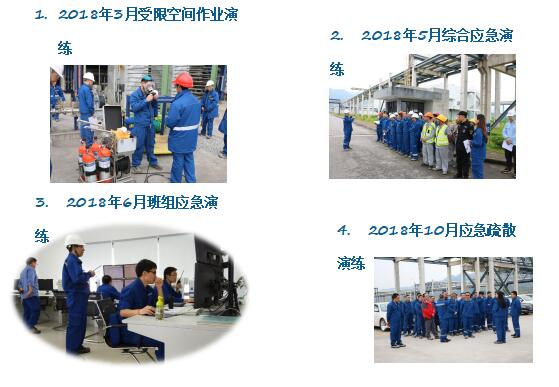 1. 2018年3月受限空间作业演
练
2. 2018年5月综合应急演
练
3. 2018年6月班组应急演
练
4. 2018年10月应急疏散
演练